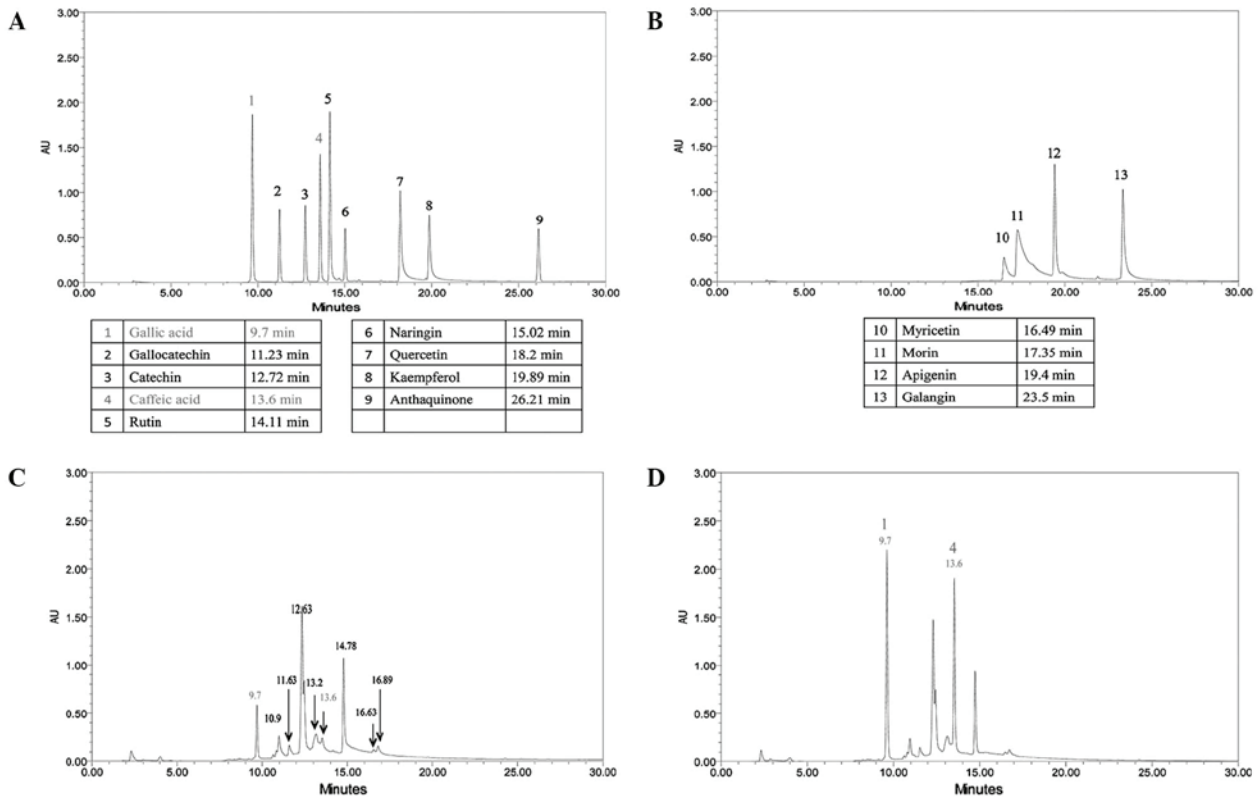 A
3.00
2.50
2.00
1.50
1.00
0.50
0.00
AU
1
2
3
4
5
6
7
8
9
0.00 10.00 15.00 20.00 25.00 30.00
Minutes
1 Gallic acid 9.7 min
2 Gallocatechin 11.23 min
3 Catechin 12.72 min
4 Caffeic acid 13.6 min
5 Rutin 14.11 min
6 Naringin 15.02 min
7 Quercetin 18.2 min
8 Kaempferol 19.89 min
9 Anthaquinone 26.21 min
B
3.00
2.50
2.00
1.50
1.00
0.50
0.00
AU
10
11
12
13
0.00 5.00 10.00 15.00 20.00 25.00 30.00
Minutes
10 Myricetin 16.49 min
11 Morin 17.35 min
12 Apigenin 19.4 min
13 Galangin 23.5 min
C
3.00
2.50
2.00
1.50
1.00
0.50
0.00
AU
9.7
10.9
11.63
12.63
13.2
13.6
14.78
16.63
16.89
0.00 5.00 10.00 15.00 20.00 25.00 30.00
Minutes
D
3.00
2.50
2.00
1.50
1.00
0.50
0.00
AU
1
9.7
4
13.6
0.00 5.00 10.00 15.00 20.00 25.00 30.00
Minutes